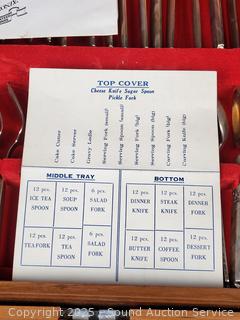 ONZE
TOP COVER
Cheese Knife Sugar Spoon
Pickle Fork
Cake Cutter
Cake Server
Gravy Ladle
Serving Fork (small)
Serving Spoon (small)
Serving Fork (big)
Serving Spoon (big)
Carving Fork (big)
Carving Knife
MIDDLE TRAY
12 pcs. ICE TEA SPOON
12 pcs. SOUP SPOON
6 pcs. SALAD FORK
12 pcs. TEA FORK
12 pcs. TEA SPOON
6 pcs. SALAD FORK
BOTTOM
12 pcs. DINNER KNIFE
12 pcs. STEAK KNIFE
12 pcs. DINNER FORK
12 pcs. BUTTER KNIFE
12 pcs. COFFEE SPOON
12 pcs. DESSERT FORK
Copyright 2025 - Sound Auction Service